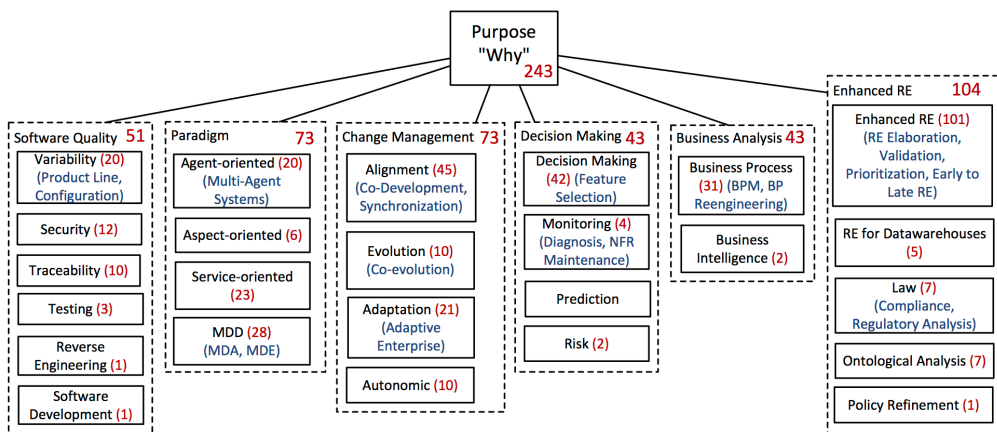 Purpose
"Why"
243
Software Quality 51
Variability (20)
(Product Line,
Configuration)
Security (12)
Traceability (10)
Testing (3)
Reverse
Engineering (1)
Software
Development (1)
Paradigm 73
Agent-oriented (20)
(Multi-Agent
Systems)
Aspect-oriented (6)
Service-oriented
(23)
MDD (28)
(MDA, MDE)
Change Management 73
Alignment (45)
(Co-Development,
Synchronization)
Evolution (10)
(Co-evolution)
Adaptation (21)
(Adaptive
Enterprise)
Autonomic (10)
Decision Making 43
Decision Making
(42) (Feature
Selection)
Monitoring (4)
(Diagnosis, NFR
Maintenance)
Prediction
Risk (2)
Business Analysis 43
Business Process
(31) (BPM, BP
Reengineering)
Business
Intelligence (2)
Enhanced RE 104
Enhanced RE (101)
(RE Elaboration,
Validation,
Prioritization, Early to
Late RE)
RE for Datawarehouses
(5)
Law (7)
(Compliance,
Regulatory Analysis)
Ontological Analysis (7)
Policy Refinement (1)